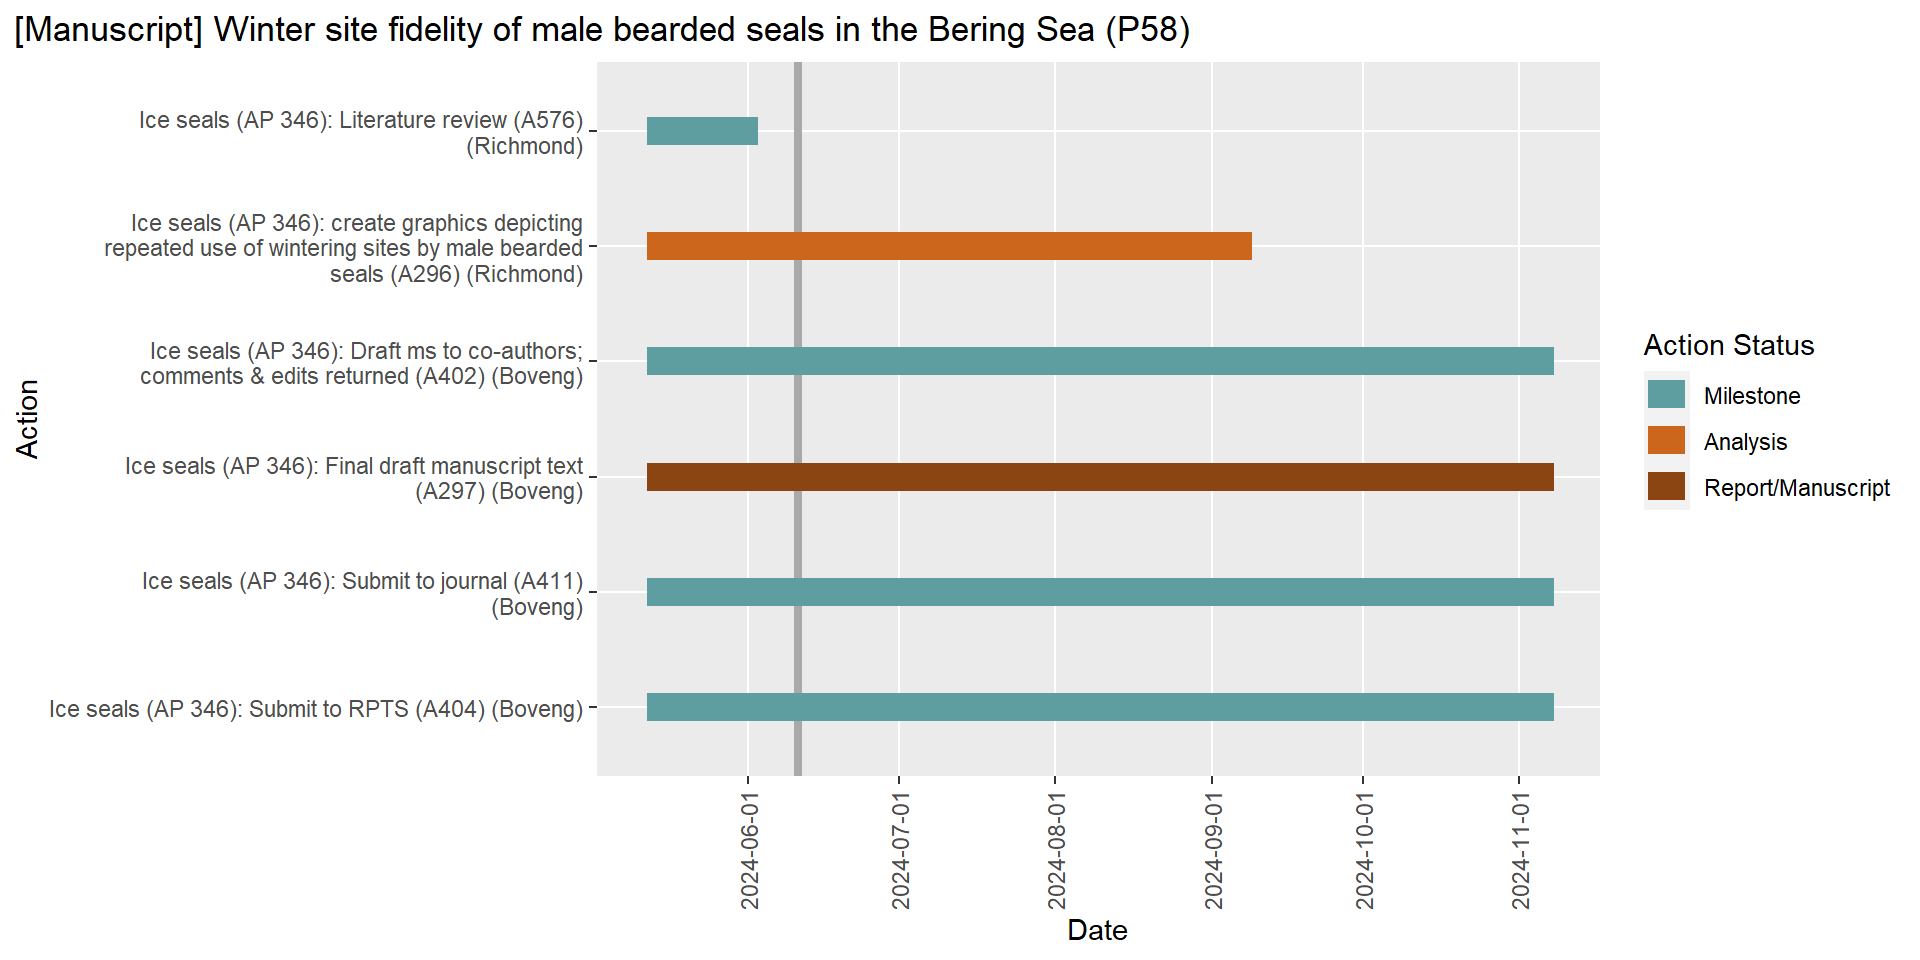 [Manuscript] Winter site fidelity of male bearded seals in the Bering Sea (P58)
Ice seals (AP 346): Literature review (A576)
(Richmond)
Ice seals (AP 346): create graphics depicting
repeated use of wintering sites by male bearded
seals (A296) (Richmond)
Ice seals (AP 346): Draft ms to co-authors;
comments & edits returned (A402) (Boveng)
Ice seals (AP 346): Final draft manuscript text
(A297) (Boveng)
Ice seals (AP 346): Submit to journal (A411)
(Boveng)
Ice seals (AP 346): Submit to RPTS (A404) (Boveng)
Action
2024-06-01
2024-07-01
2024-08-01
2024-09-01
2024-10-01
2024-11-01
Date
Action Status
Milestone
Analysis
Report/Manuscript